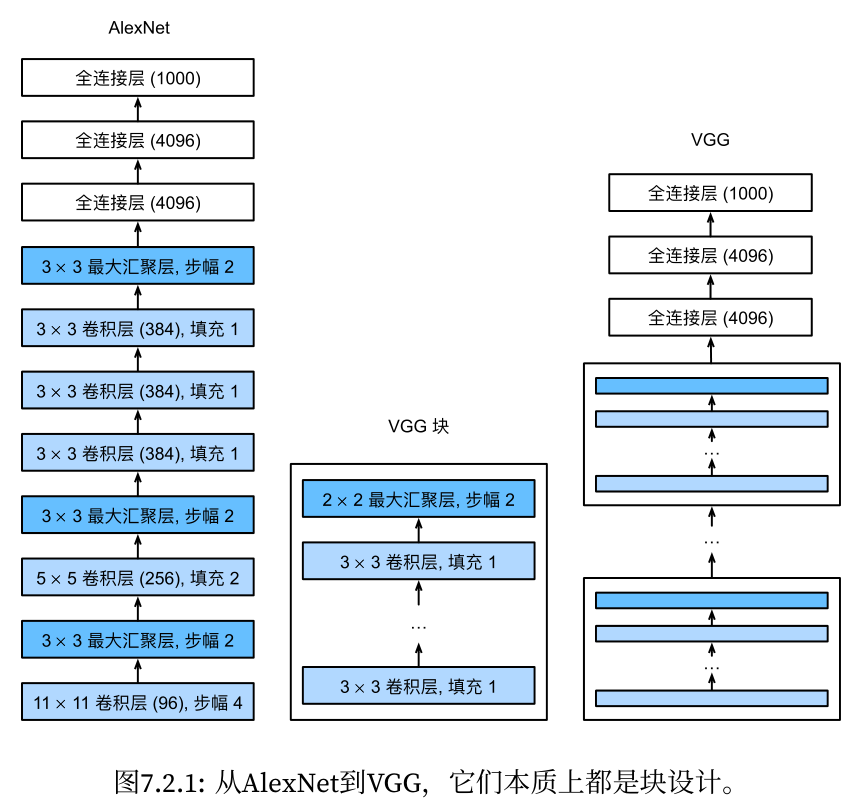 AlexNet
全连接层 (1000)
全连接层 (4096)
全连接层 (4096)
3 × 3 最大汇聚层, 步幅 2
3 × 3 卷积层 (384), 填充 1
3 × 3 卷积层 (384), 填充 1
3 × 3 卷积层 (384), 填充 1
3 × 3 最大汇聚层, 步幅 2
5 × 5 卷积层 (256), 填充 2
3 × 3 最大汇聚层, 步幅 2
11 × 11 卷积层 (96), 步幅 4
VGG 块
2 × 2 最大汇聚层, 步幅 2
3 × 3 卷积层, 填充 1
...
3 × 3 卷积层, 填充 1
VGG
全连接层 (1000)
全连接层 (4096)
全连接层 (4096)
...
...
...
图7.2.1: 从AlexNet到VGG，它们本质上都是块设计。